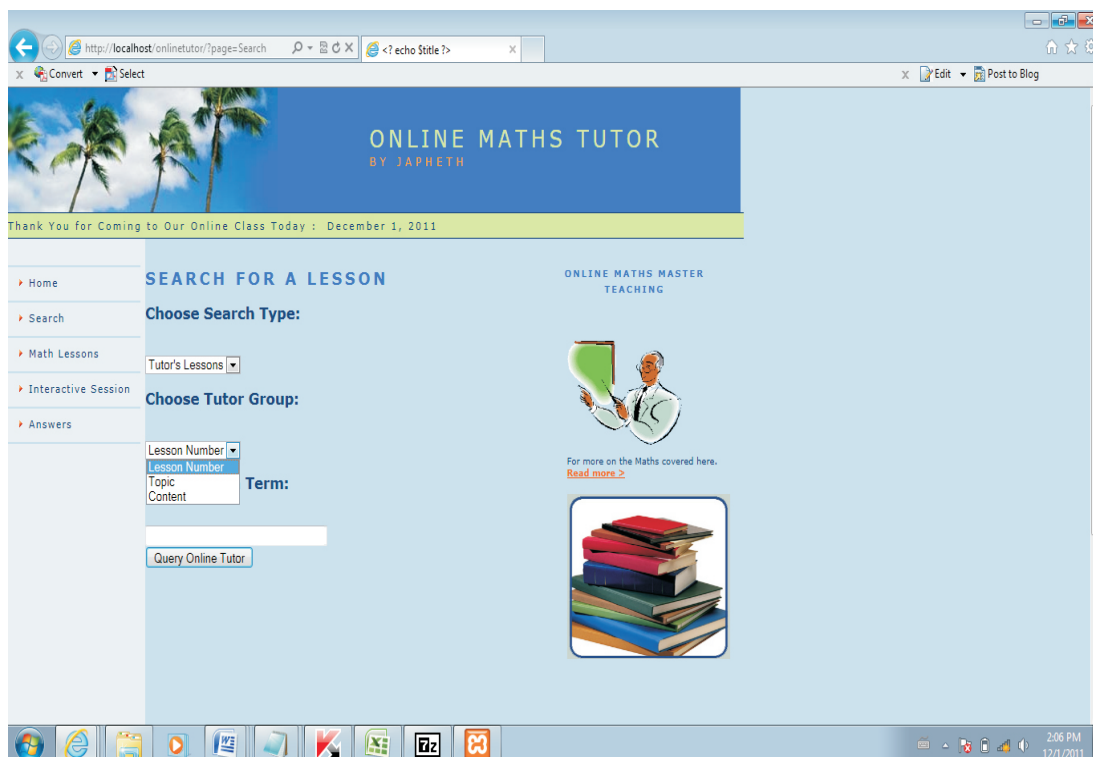 http://localhost/onlinetutor/?page=Search
<? echo $title ?>
x Convert Select
x Edit Post to Blog
ONLINE MATHS TUTOR
BY JAPHETH
Thank You for Coming to Our Online Class Today : December 1, 2011
Home
Search
Math Lessons
Interactive Session
Answers
SEARCH FOR A LESSON
Choose Search Type:
Tutor's Lessons
Choose Tutor Group:
Lesson Number
Lesson Number
Topic
Content
Term:
Query Online Tutor
ONLINE MATHS MASTER
TEACHING
For more on the Maths covered here.
Read more >
W
X
7z
2:06 PM
12/1/2011